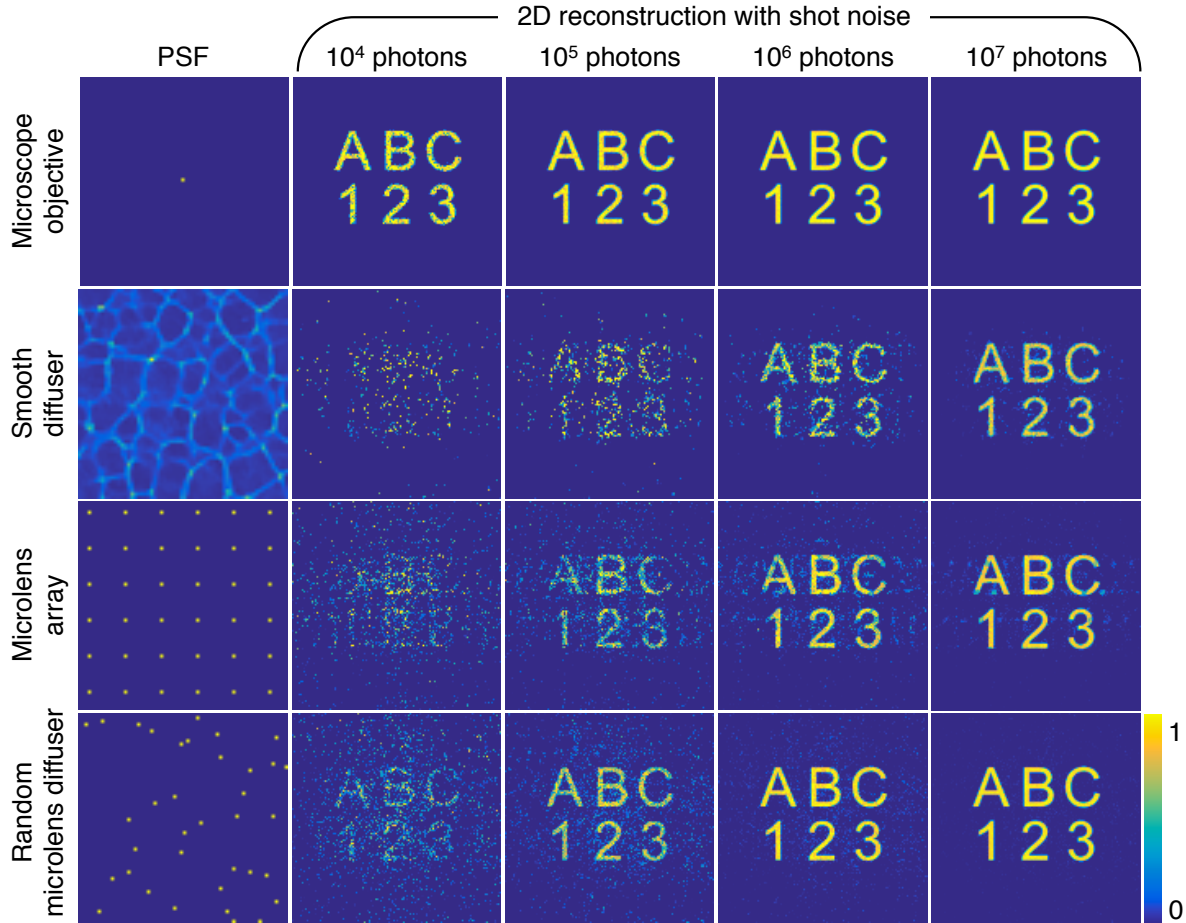 2D reconstruction with shot noise
PSF
10⁴ photons
10⁵ photons
10⁶ photons
10⁷ photons
Microscope
objective
ABC
123
ABC
123
ABC
123
ABC
123
Smooth
diffuser
ABC
123
ABC
123
ABC
123
Microlens
array
ABC
123
ABC
123
ABC
123
Random
microlens diffuser
ABC
123
ABC
123
ABC
123
ABC
123
1
0